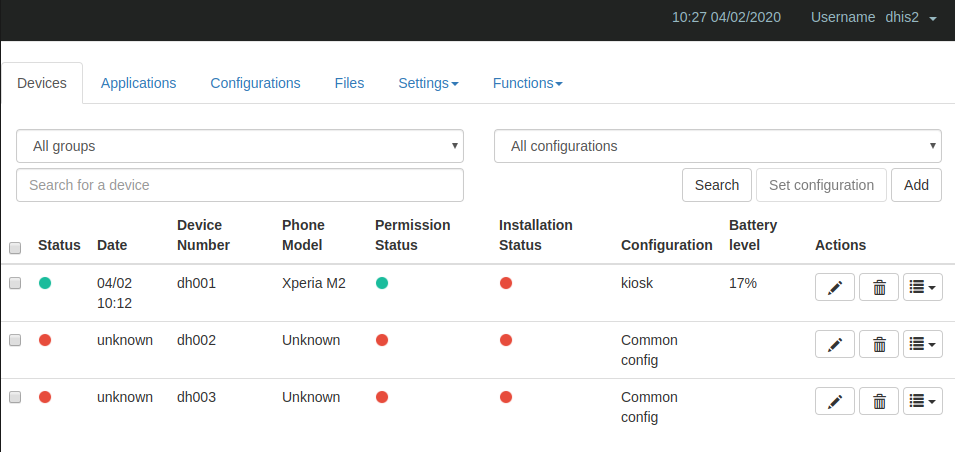 10:27 04/02/2020 Username dhis2
Devices Applications Configurations Files Settings Functions
All groups All configurations
Search for a device Search Set configuration Add
Status Date Device Number Phone Model Permission Status Installation Status Configuration Battery level Actions
04/02 10:12 dh001 Xperia M2 kiosk 17%
unknown dh002 Unknown Common config
unknown dh003 Unknown Common config